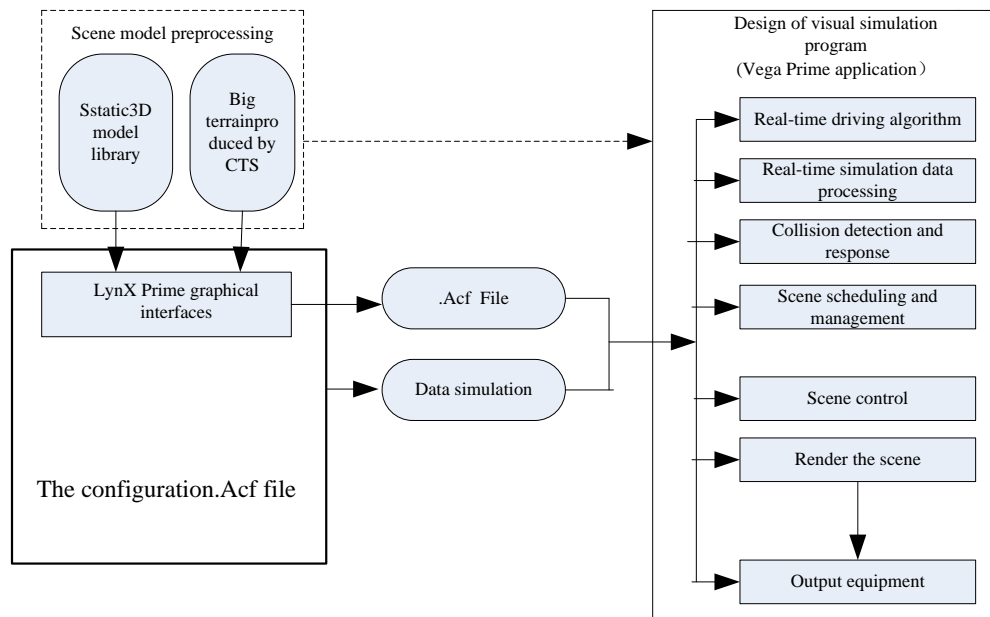 Scene model preprocessing
Sstatic3D
model
library
Big
terrainpro
duced by
CTS
LynX Prime graphical
interfaces
The configuration.Acf file
.Acf File
Data simulation
Design of visual simulation
program
(Vega Prime application）
Real-time driving algorithm
Real-time simulation data
processing
Collision detection and
response
Scene scheduling and
management
Scene control
Render the scene
Output equipment